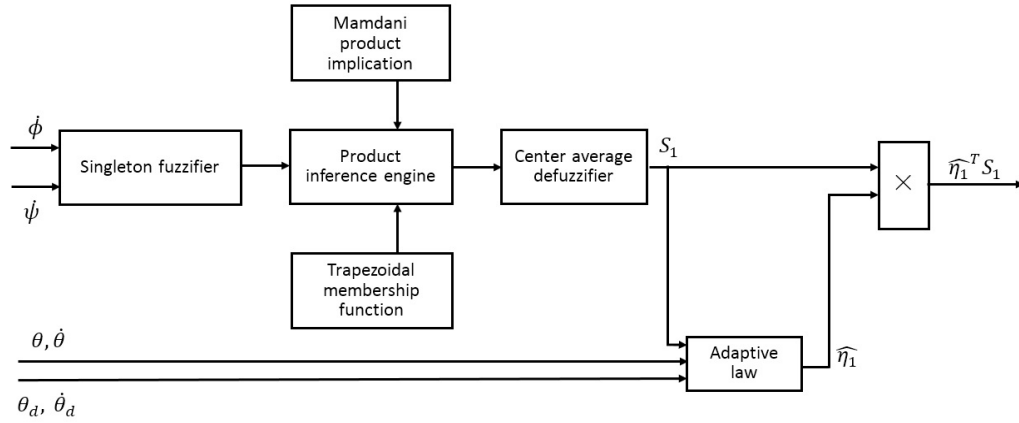 Mamdani
product
implication
ϕ̇
Singleton fuzzifier
Product
inference engine
Center average
defuzzifier
S₁
×
η̂₁ᵀS₁
ψ̇
Trapezoidal
membership
function
θ, θ̇
Adaptive
law
η̂₁
θ_d, θ̇_d